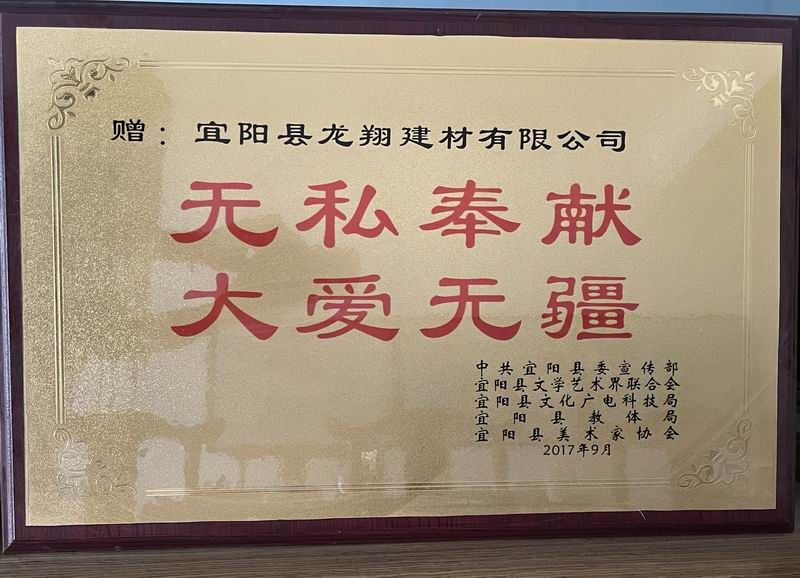 赠：宜阳县龙翔建材有限公司
无私奉献
大爱无疆
中共宜阳县委宣传部
宜阳县文学艺术界联合会
宜阳县文化广电科技局
宜阳县教体局
宜阳县美术家协会
2017年9月